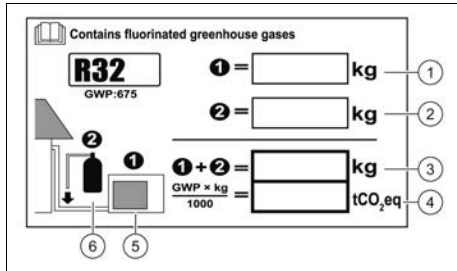 Contains fluorinated greenhouse gases
R32
GWP:675
❶=
kg
1
❷=
kg
2
❷
❶
❶+❷=
kg
3
GWP × kg
1000
=
tCO₂eq
4
6
5